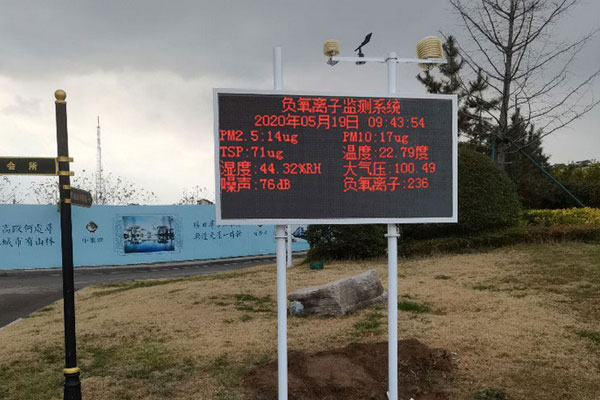 负氧离子监测系统
2020年05月19日 09:43:54
PM2.5:14ug PM10:17ug
TSP:71ug 温度:22.79度
湿度:44.32%RH 大气压:100.49
噪声:76dB 负氧离子:236
会所